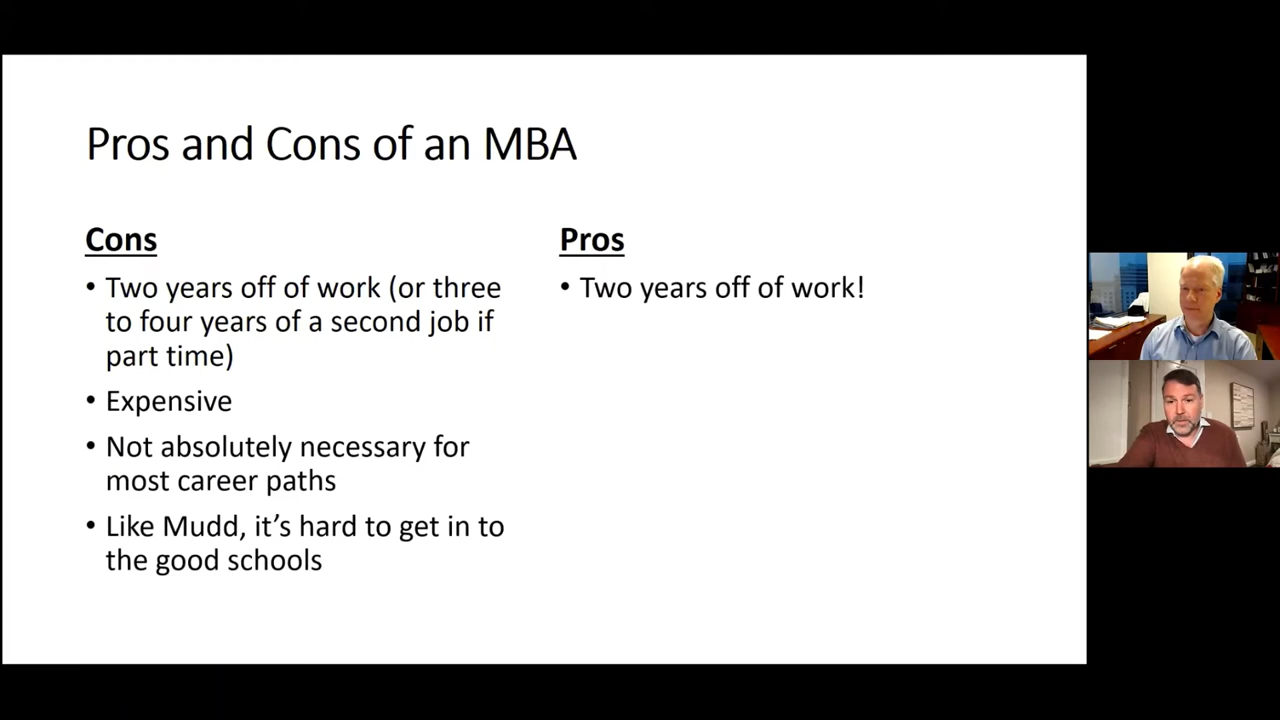 Pros and Cons of an MBA
Cons
• Two years off of work (or three
to four years of a second job if
part time)
• Expensive
• Not absolutely necessary for
most career paths
• Like Mudd, it’s hard to get in to
the good schools
Pros
• Two years off of work!